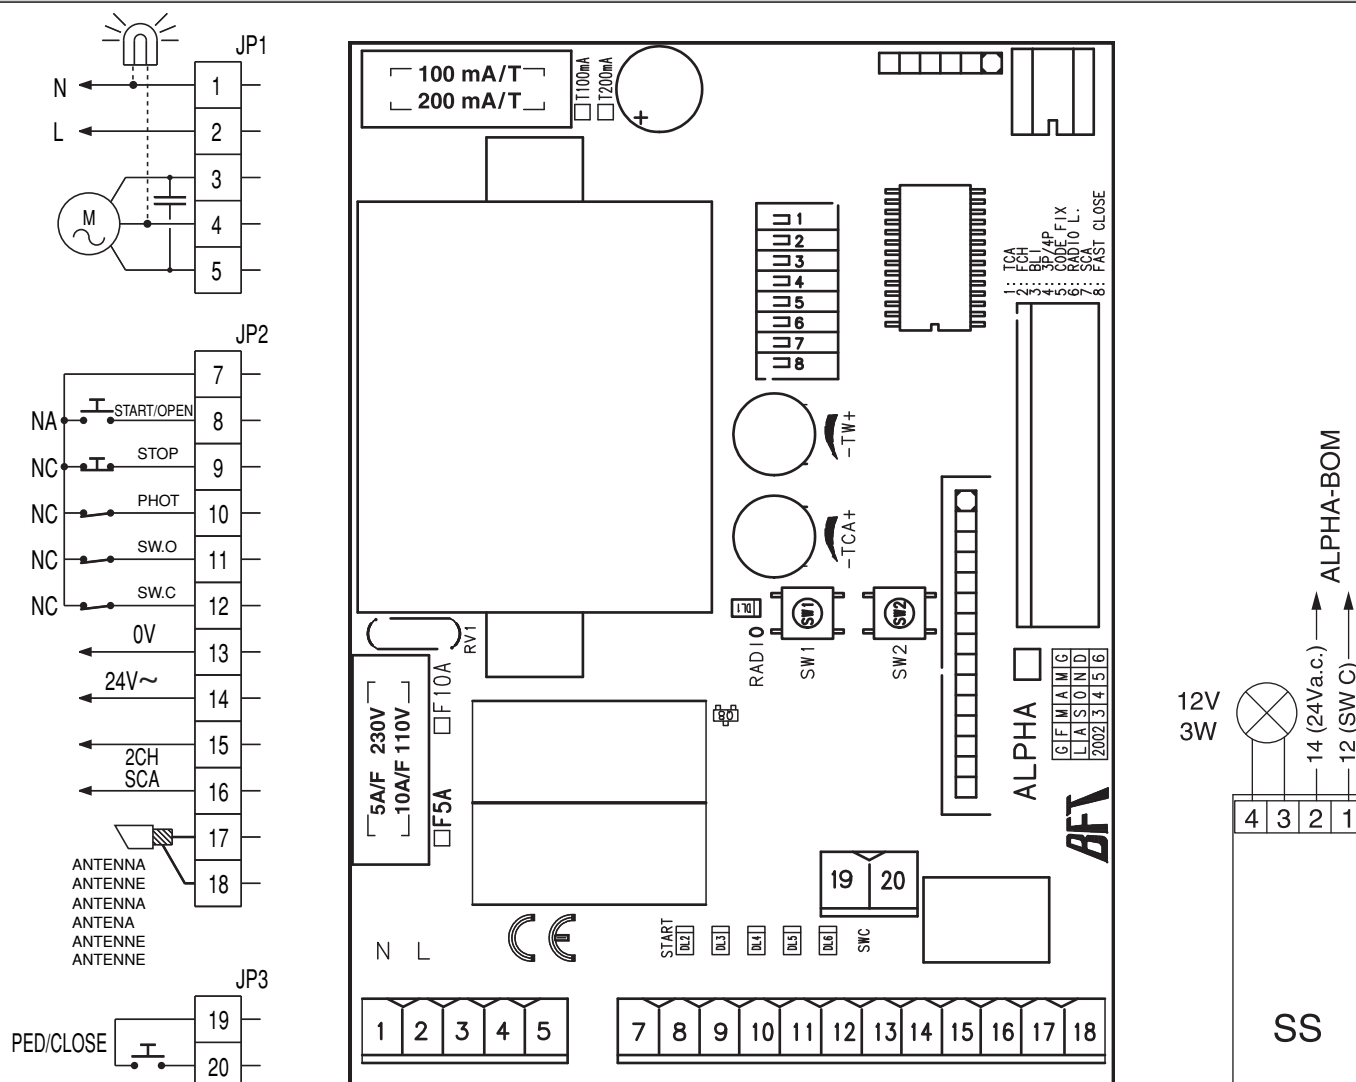 JP1
N
1
L
2
3
M
4
5
JP2
7
NA
START/OPEN
8
NC
STOP
9
NC
PHOT
10
NC
SW.O
11
NC
SW.C
12
0V
13
24V~
14
15
2CH
SCA
16
17
18
ANTENNA
ANTENNE
ANTENNA
ANTENA
ANTENNE
ANTENNE
JP3
19
PED/CLOSE
20
100 mA/T
200 mA/T
T100mA
T200mA
+
1
2
3
4
5
6
7
8
1: TCA
2: FCH
3: BLI
4: 3P/4P
5: CODE FIX
6: RADIO L.
7: SCA
8: FAST CLOSE
-TW+
-TCA+
DL1
RADIO
SW1
SW1
SW2
SW2
RV1
F10A
5A/F 230V
10A/F 110V
F5A
08
ALPHA
G F M A M G
L A S O N D
2002 3 4 5 6
BFT
19 20
N L
CE
START
DL2
DL3
DL4
DL5
DL6
SWC
1 2 3 4 5
7 8 9 10 11 12 13 14 15 16 17 18
ALPHA-BOM
14 (24Va.c.)
12 (SW C)
12V
3W
4 3 2 1
SS